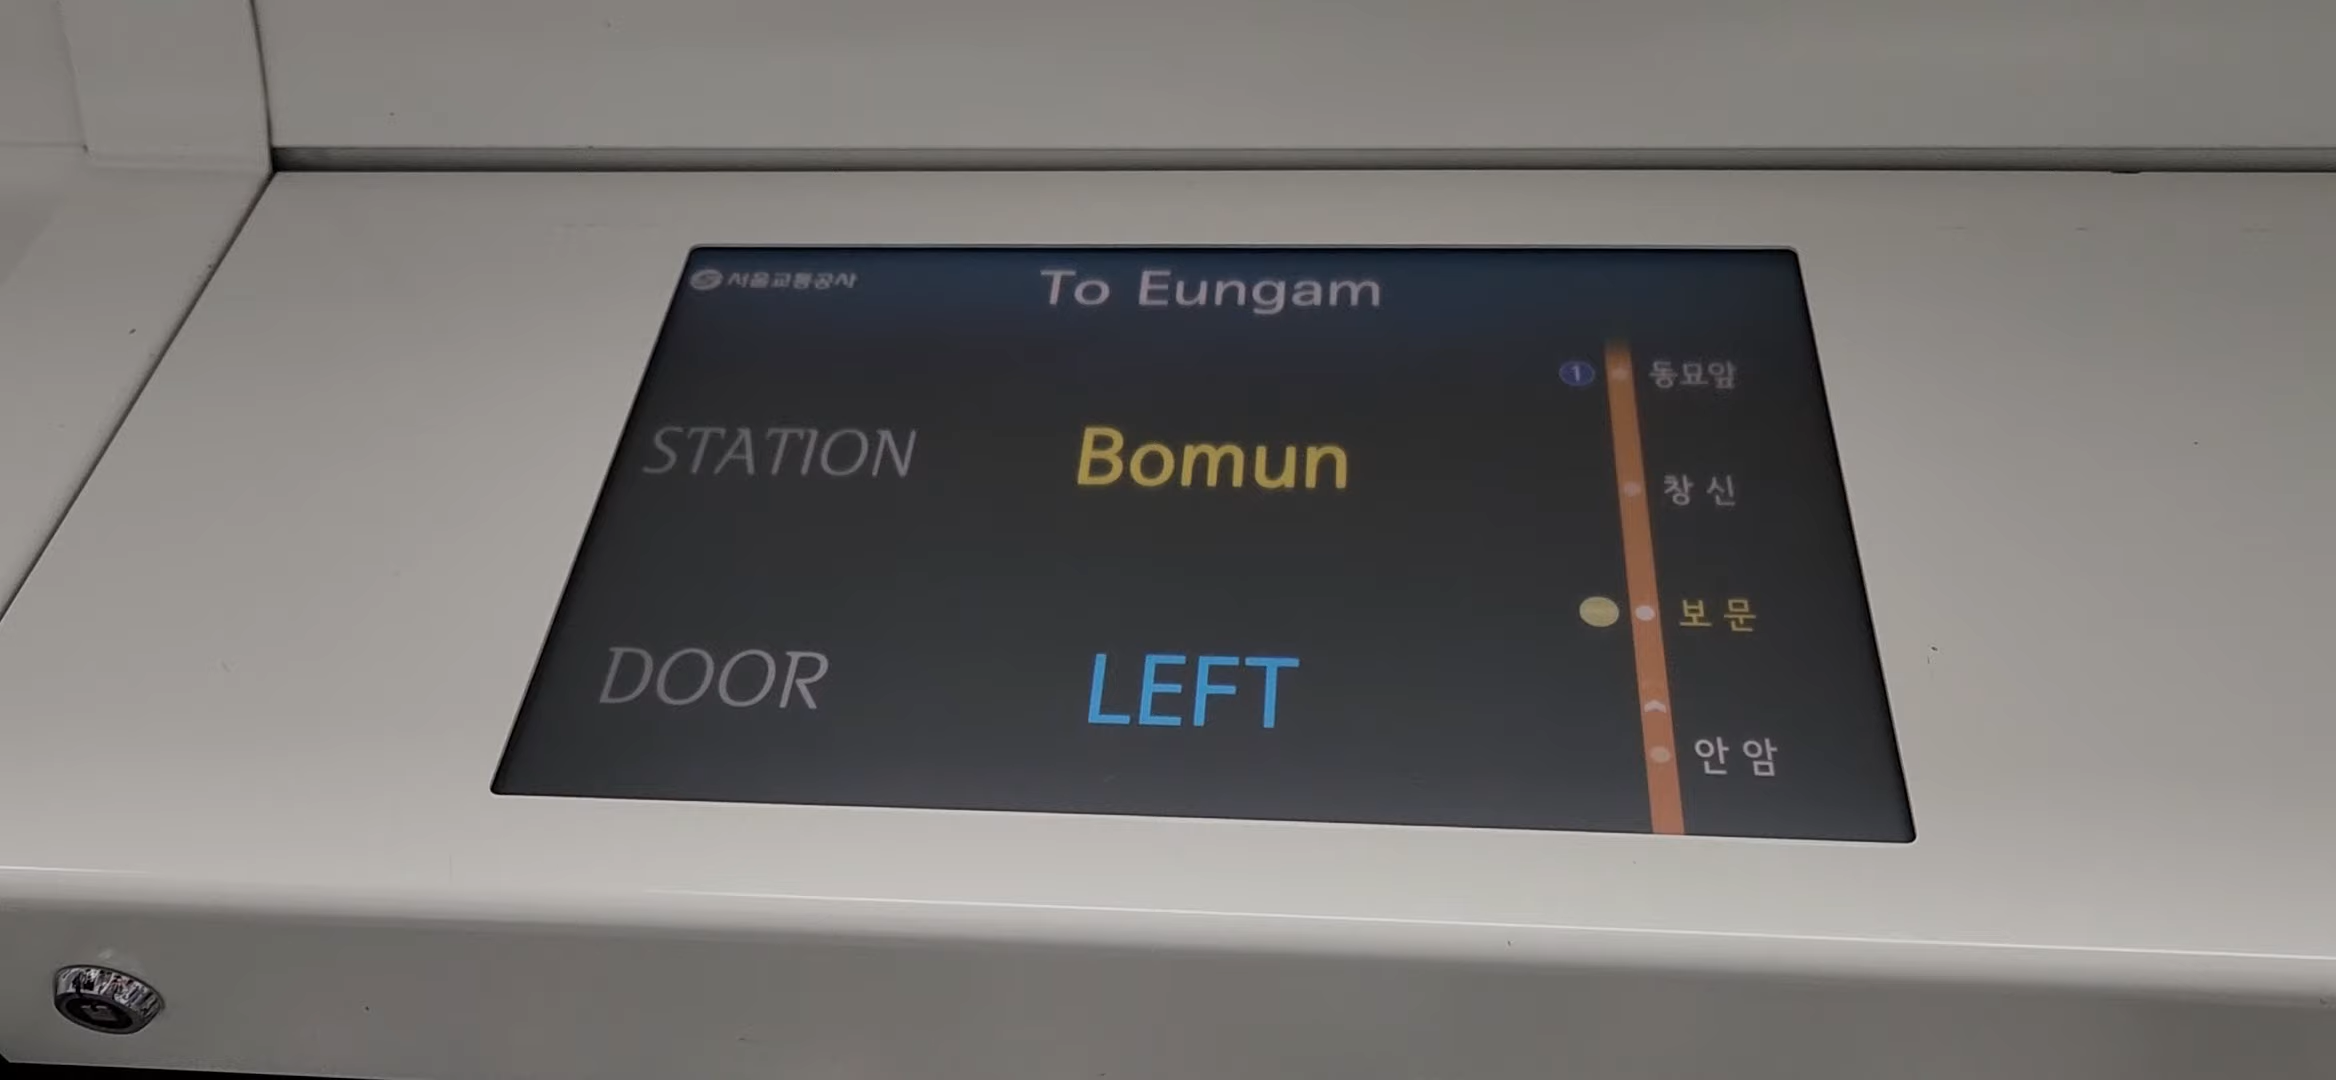 서울교통공사
To Eungam
STATION Bomun
DOOR LEFT
1 동묘앞
창신
보문
안암